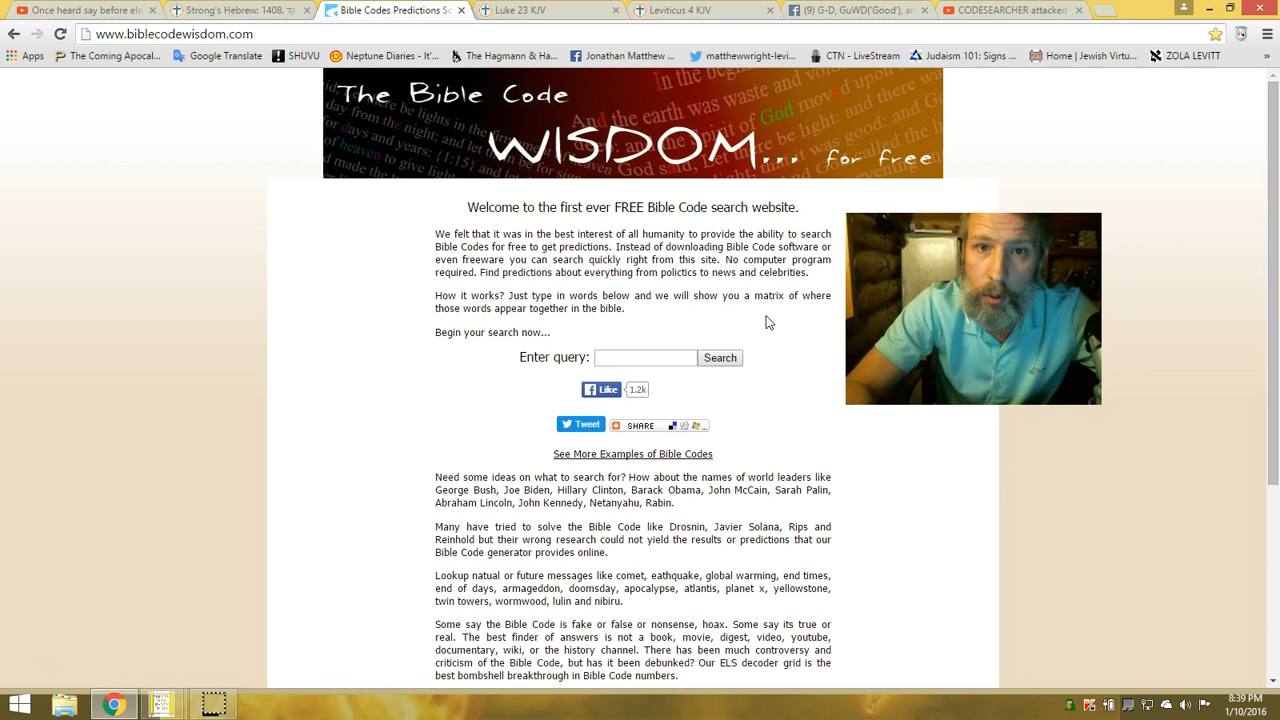 Once heard say before ele
Strong's Hebrew: 1408.
Bible Codes Predictions S
Luke 23 KJV
Leviticus 4 KJV
(9) G-D, GuWD('Good', an
CODESEARCHER attacked
www.biblecodewisdom.com
Apps
The Coming Apocal...
Google Translate
SHUVU
Neptune Diaries - It'...
The Hagmann & Ha...
Jonathan Matthew ...
matthewwright-levi...
CTN - LiveStream
Judaism 101: Signs ...
Home | Jewish Virtu...
ZOLA LEVITT
»
The Bible Code
WISDOM... for free
Welcome to the first ever FREE Bible Code search website.
We felt that it was in the best interest of all humanity to provide the ability to search
Bible Codes for free to get predictions. Instead of downloading Bible Code software or
even freeware you can search quickly right from this site. No computer program
required. Find predictions about everything from polictics to news and celebrities.
How it works? Just type in words below and we will show you a matrix of where
those words appear together in the bible.
Begin your search now...
Enter query:
Search
Like
1.2k
Tweet
SHARE
See More Examples of Bible Codes
Need some ideas on what to search for? How about the names of world leaders like
George Bush, Joe Biden, Hillary Clinton, Barack Obama, John McCain, Sarah Palin,
Abraham Lincoln, John Kennedy, Netanyahu, Rabin.
Many have tried to solve the Bible Code like Drosnin, Javier Solana, Rips and
Reinhold but their wrong research could not yield the results or predictions that our
Bible Code generator provides online.
Lookup natual or future messages like comet, eathquake, global warming, end times,
end of days, armageddon, doomsday, apocalypse, atlantis, planet x, yellowstone,
twin towers, wormwood, lulin and nibiru.
Some say the Bible Code is fake or false or nonsense, hoax. Some say its true or
real. The best finder of answers is not a book, movie, digest, video, youtube,
documentary, wiki, or the history channel. There has been much controversy and
criticism of the Bible Code, but has it been debunked? Our ELS decoder grid is the
best bombshell breakthrough in Bible Code numbers.
8:39 PM
1/10/2016